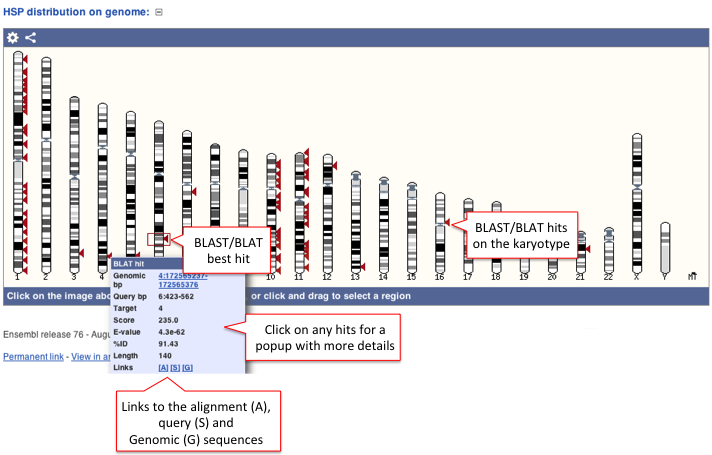 HSP distribution on genome:
BLAST/BLAT
best hit
BLAST/BLAT hits
on the karyotype
1 2 3 4 10 11 12 13 14 15 16 17 18 19 20 21 22 X Y MT
BLAT hit
Genomic bp 4:172565237-172565376
Query bp 6:423-562
Target 4
Score 235.0
E-value 4.3e-62
%ID 91.43
Length 140
Links [A] [S] [G]
Click on the image abo
, or click and drag to select a region
Click on any hits for a
popup with more details
Ensembl release 76 - Augu
Permanent link - View in ar
Links to the alignment (A),
query (S) and
Genomic (G) sequences